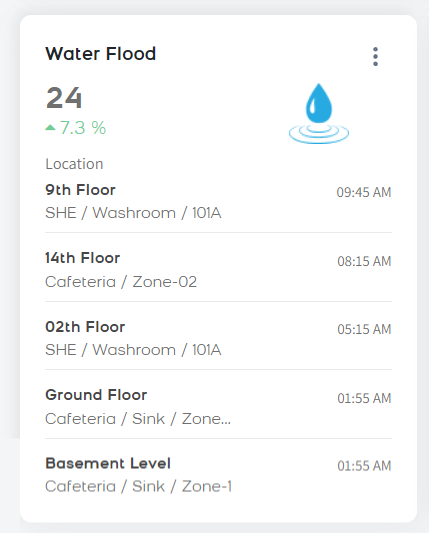 Water Flood
24
7.3 %
Location
9th Floor 09:45 AM
SHE / Washroom / 101A
14th Floor 08:15 AM
Cafeteria / Zone-02
02th Floor 05:15 AM
SHE / Washroom / 101A
Ground Floor 01:55 AM
Cafeteria / Sink / Zone...
Basement Level 01:55 AM
Cafeteria / Sink / Zone-1